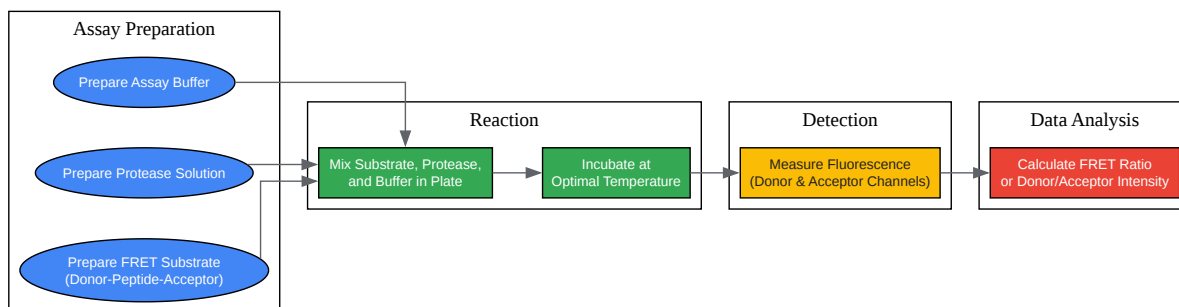 Assay Preparation
Prepare Assay Buffer
Prepare Protease Solution
Prepare FRET Substrate
(Donor-Peptide-Acceptor)
Reaction
Mix Substrate, Protease,
and Buffer in Plate
Incubate at
Optimal Temperature
Detection
Measure Fluorescence
(Donor & Acceptor Channels)
Data Analysis
Calculate FRET Ratio
or Donor/Acceptor Intensity